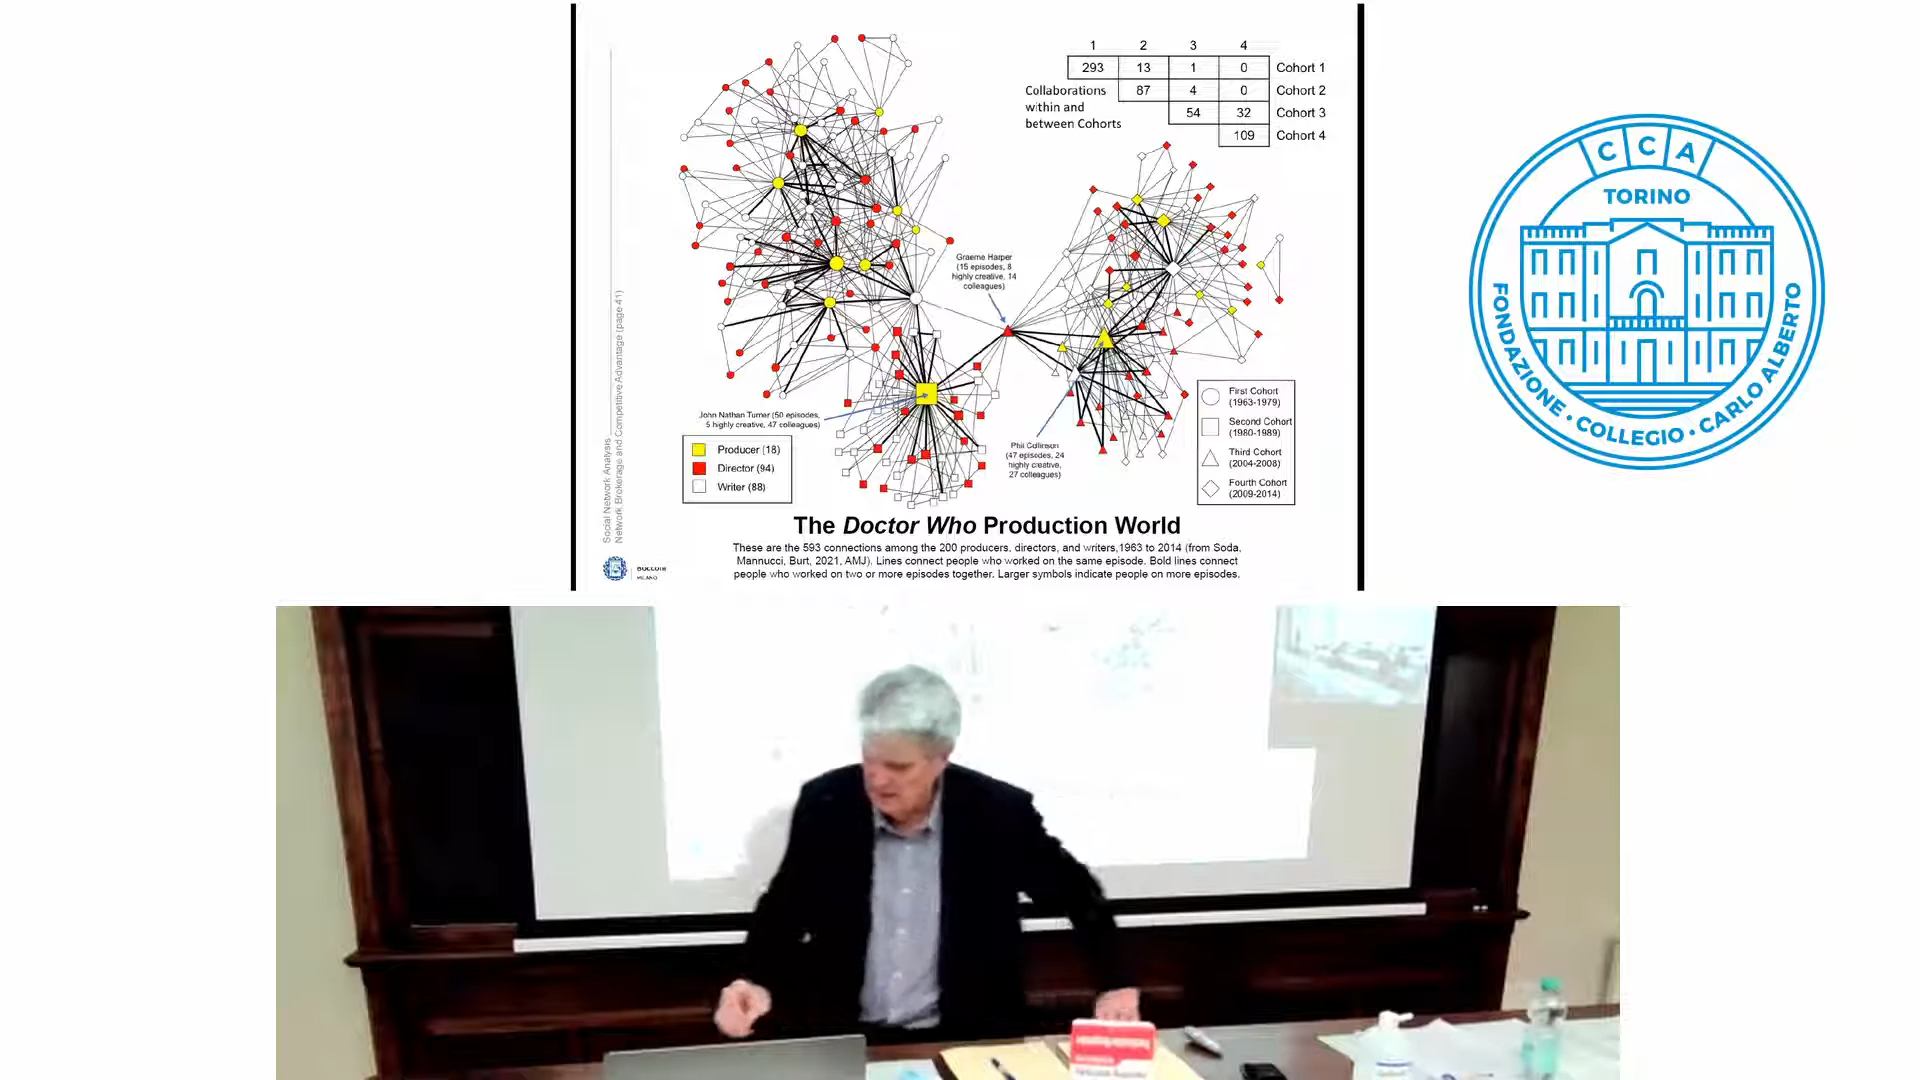 1 2 3 4
293 13 1 0 Cohort 1
Collaborations
within and
between Cohorts
87 4 0 Cohort 2
54 32 Cohort 3
109 Cohort 4
Graeme Harper
(15 episodes, 8
highly creative, 14
colleagues)
John Nathan Turner (50 episodes,
5 highly creative, 47 colleagues)
Phil Collinson
(47 episodes, 24
highly creative,
27 colleagues)
Producer (18)
Director (94)
Writer (88)
First Cohort
(1963-1979)
Second Cohort
(1980-1989)
Third Cohort
(2004-2008)
Fourth Cohort
(2009-2014)
The Doctor Who Production World
These are the 593 connections among the 200 producers, directors, and writers,1963 to 2014 (from Soda,
Mannucci, Burt, 2021, AMJ). Lines connect people who worked on the same episode. Bold lines connect
people who worked on two or more episodes together. Larger symbols indicate people on more episodes.
Social Network Analysis
Network Brokerage and Competitive Advantage (page 41)
Bocconi
MILANO
CCA
TORINO
FONDAZIONE • COLLEGIO • CARLO ALBERTO